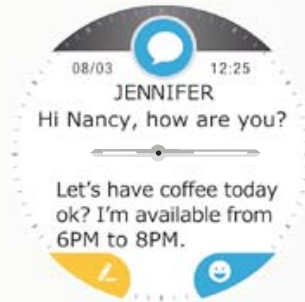 08/03 12:25
JENNIFER
Hi Nancy, how are you?
Let's have coffee today
ok? I'm available from
6PM to 8PM.